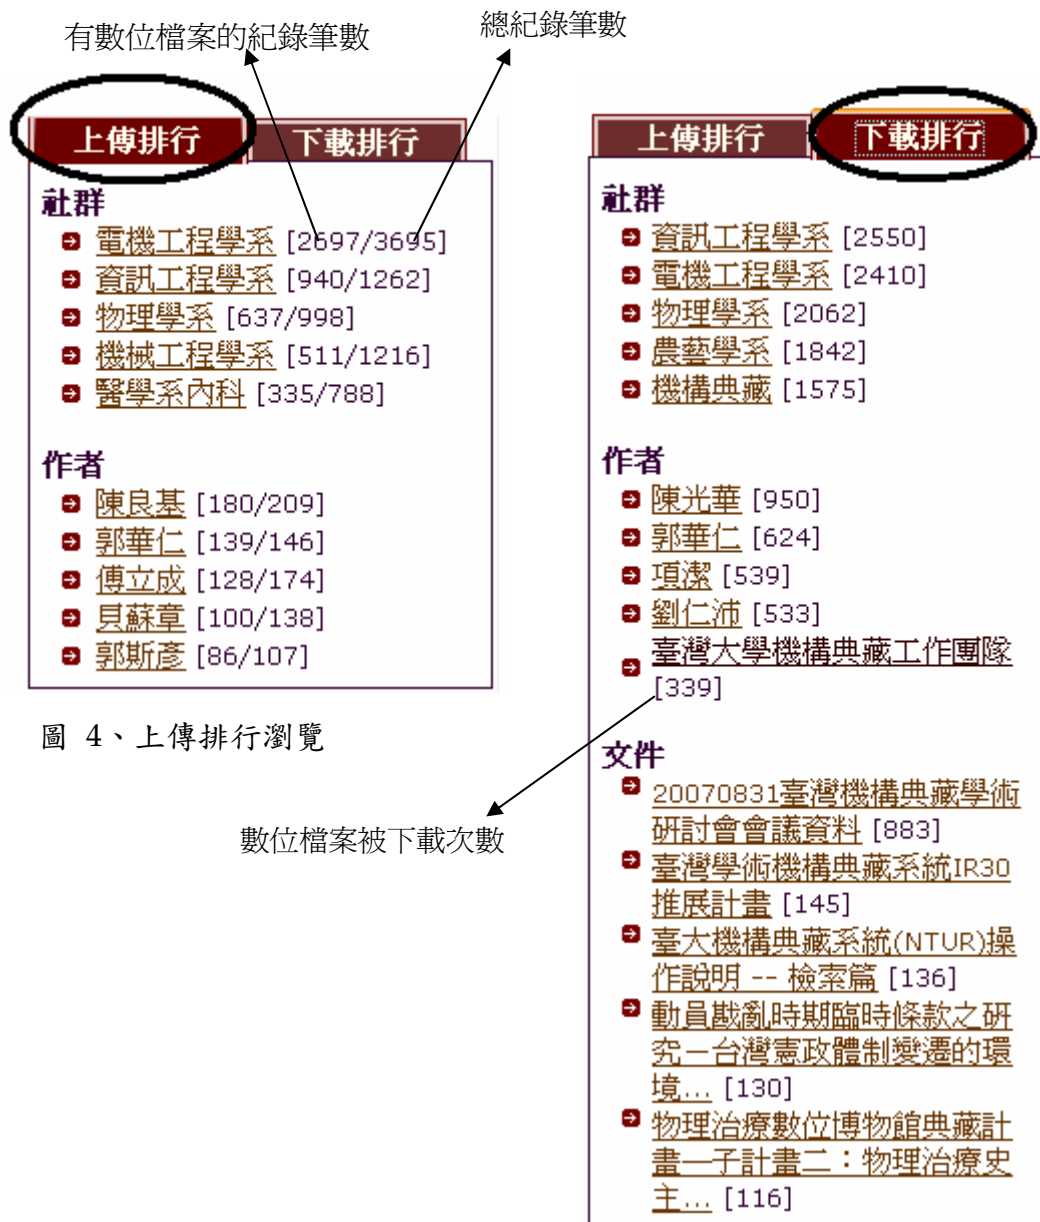 有數位檔案的紀錄筆數
總紀錄筆數
上傳排行
下載排行
社群
電機工程學系 [2697/3695]
資訊工程學系 [940/1262]
物理學系 [637/998]
機械工程學系 [511/1216]
醫學系內科 [335/788]
作者
陳良基 [180/209]
郭華仁 [139/146]
傅立成 [128/174]
貝蘇章 [100/138]
郭斯彥 [86/107]
圖 4、上傳排行瀏覽
數位檔案被下載次數
上傳排行
下載排行
社群
資訊工程學系 [2550]
電機工程學系 [2410]
物理學系 [2062]
農藝學系 [1842]
機構典藏 [1575]
作者
陳光華 [950]
郭華仁 [624]
項潔 [539]
劉仁沛 [533]
臺灣大學機構典藏工作團隊
[339]
文件
20070831臺灣機構典藏學術
研討會會議資料 [883]
臺灣學術機構典藏系統IR30
推展計畫 [145]
臺大機構典藏系統(NTUR)操
作說明 -- 檢索篇 [136]
動員戡亂時期臨時條款之研
究－台灣憲政體制變遷的環
境... [130]
物理治療數位博物館典藏計
畫—子計畫二：物理治療史
主... [116]